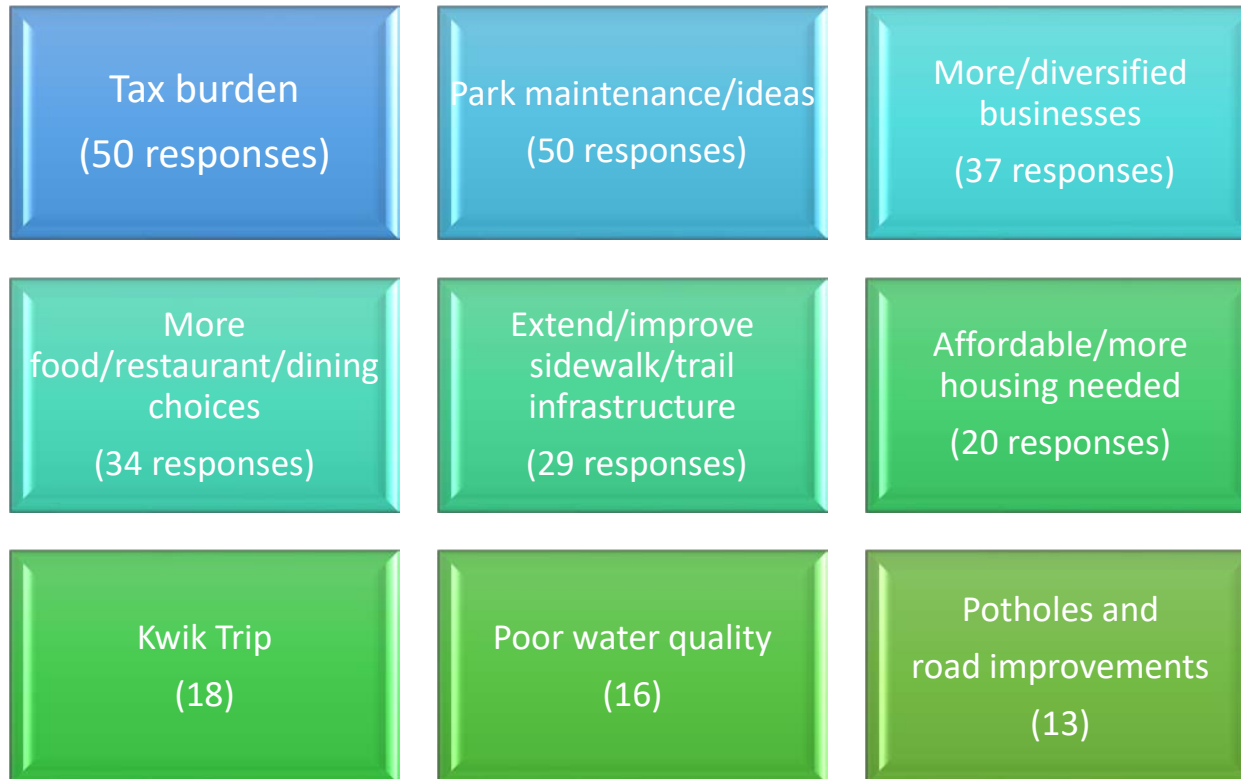 Tax burden
(50 responses)
Park maintenance/ideas
(50 responses)
More/diversified
businesses
(37 responses)
More
food/restaurant/dining
choices
(34 responses)
Extend/improve
sidewalk/trail
infrastructure
(29 responses)
Affordable/more
housing needed
(20 responses)
Kwik Trip
(18)
Poor water quality
(16)
Potholes and
road improvements
(13)